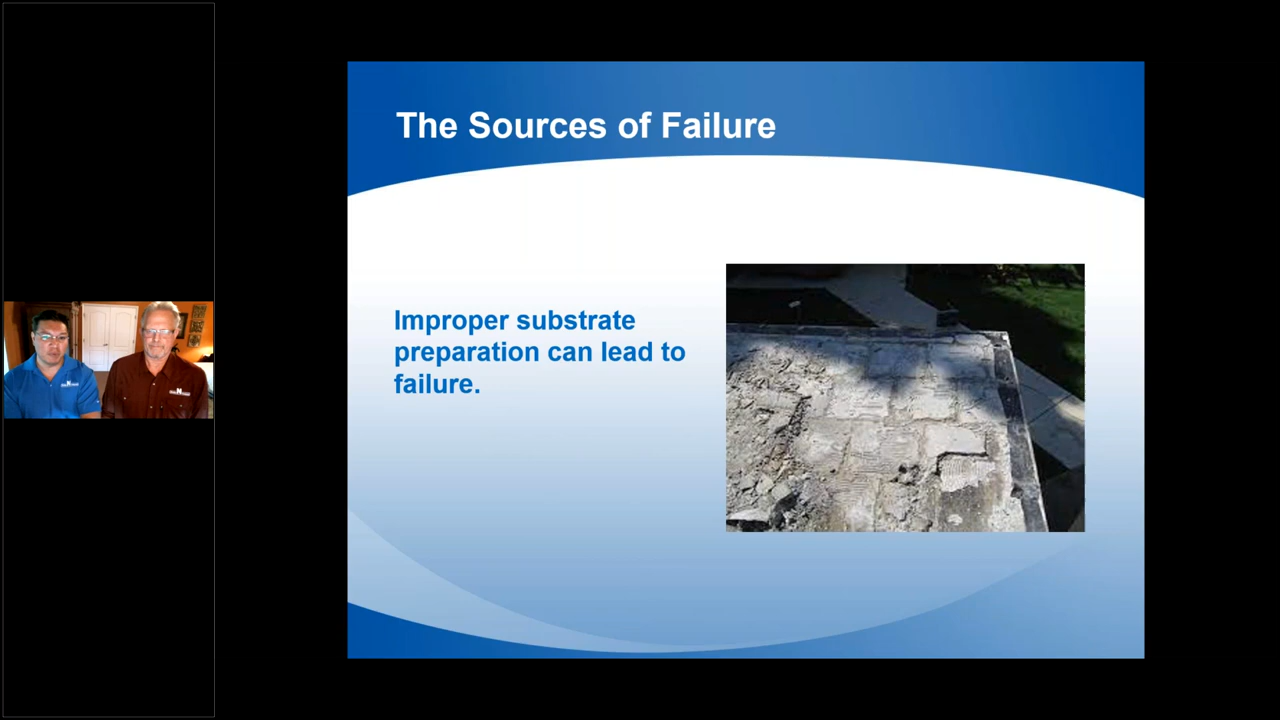 The Sources of Failure
Improper substrate
preparation can lead to
failure.